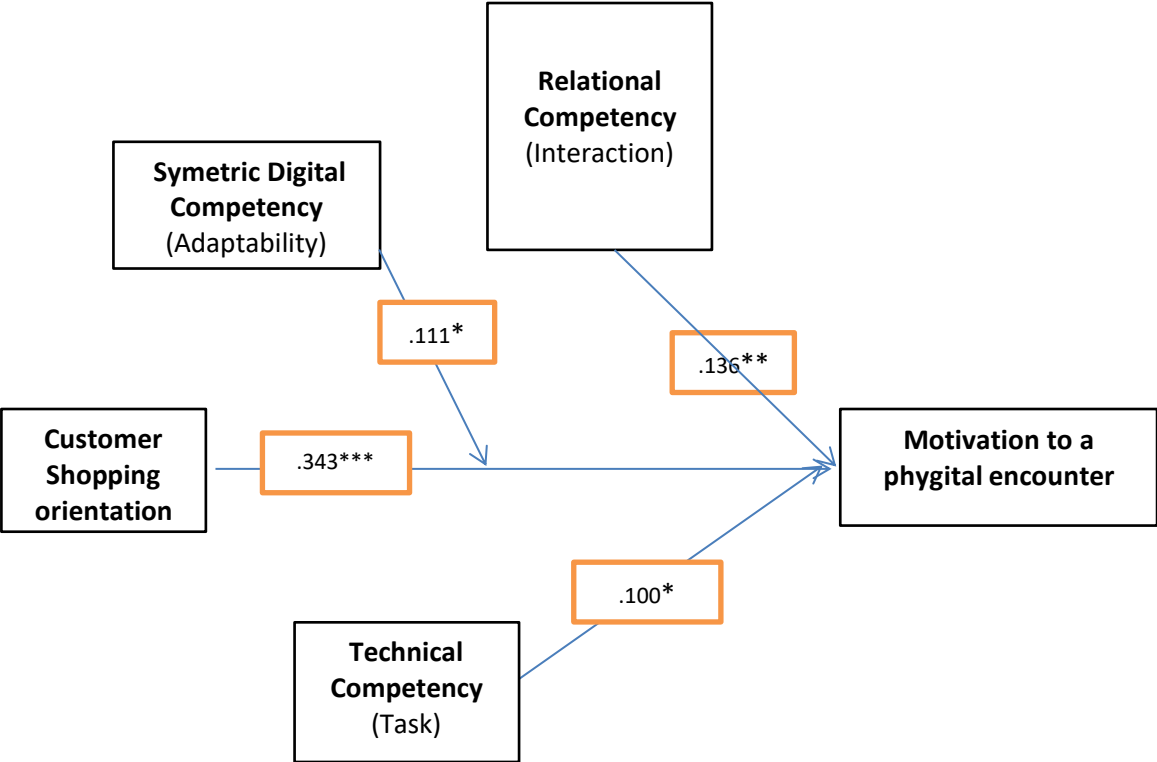 Relational
Competency
(Interaction)
Symetric Digital
Competency
(Adaptability)
.111*
.136**
Customer
Shopping
orientation
.343***
Motivation to a
phygital encounter
.100*
Technical
Competency
(Task)